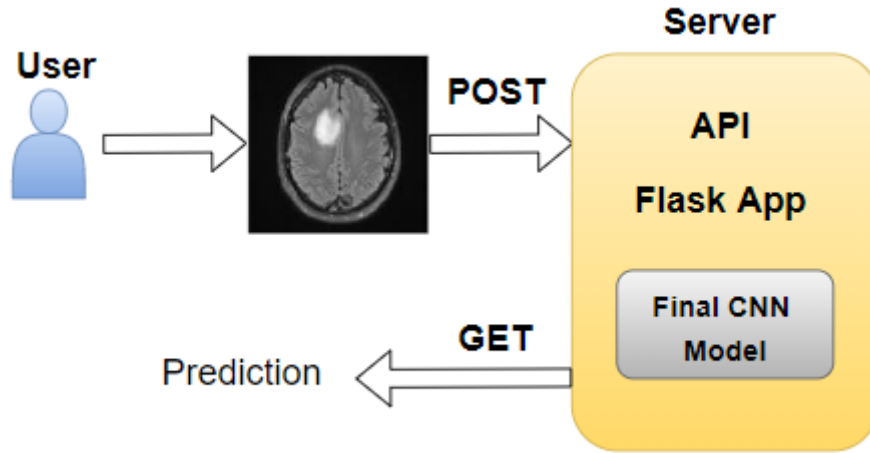 Server
User
POST
API
Flask App
Final CNN
Model
GET
Prediction